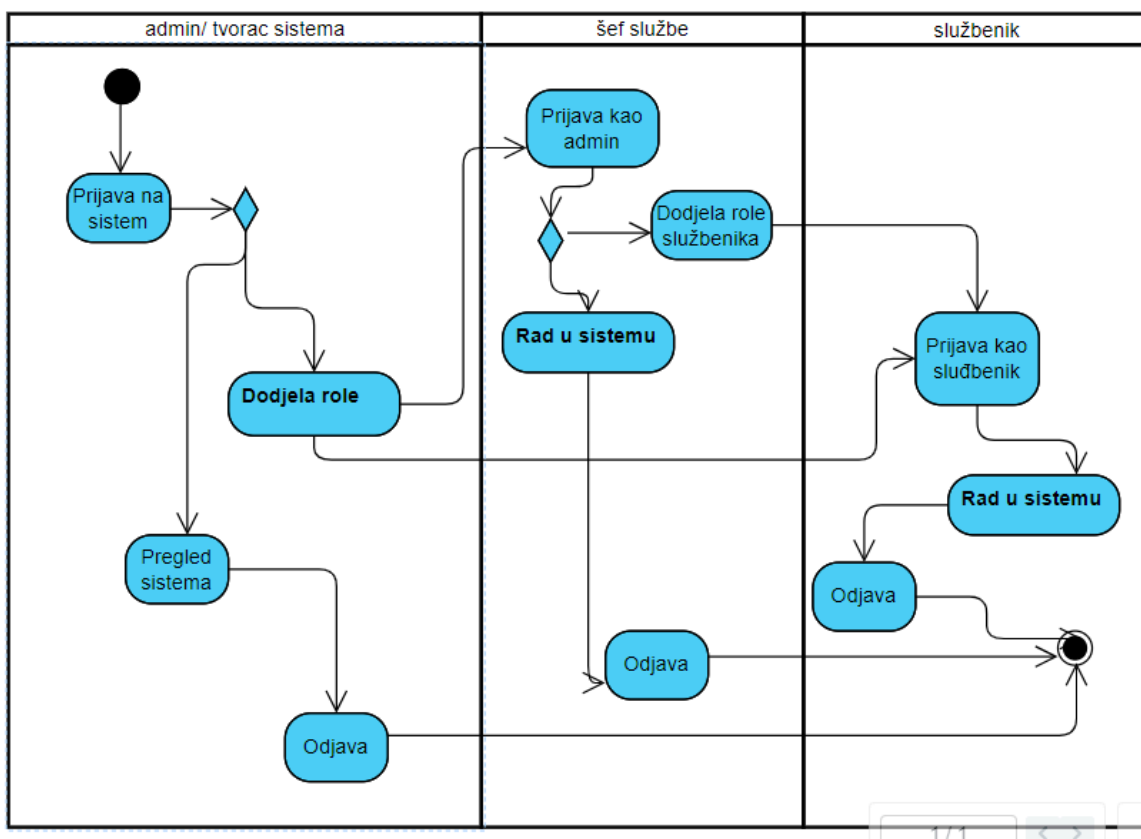 admin/ tvorac sistema
šef službe
službenik
Prijava kao
admin
Prijava na
sistem
Dodjela role
službenika
Rad u sistemu
Prijava kao
sluđbenik
Dodjela role
Rad u sistemu
Pregled
sistema
Odjava
Odjava
Odjava
1/1